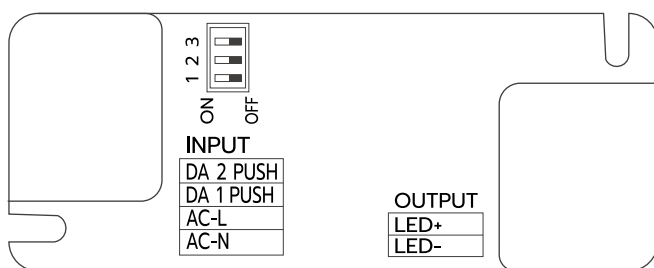 3
2
1
ON OFF
INPUT
DA 2 PUSH
DA 1 PUSH
AC-L
AC-N
OUTPUT
LED+
LED-